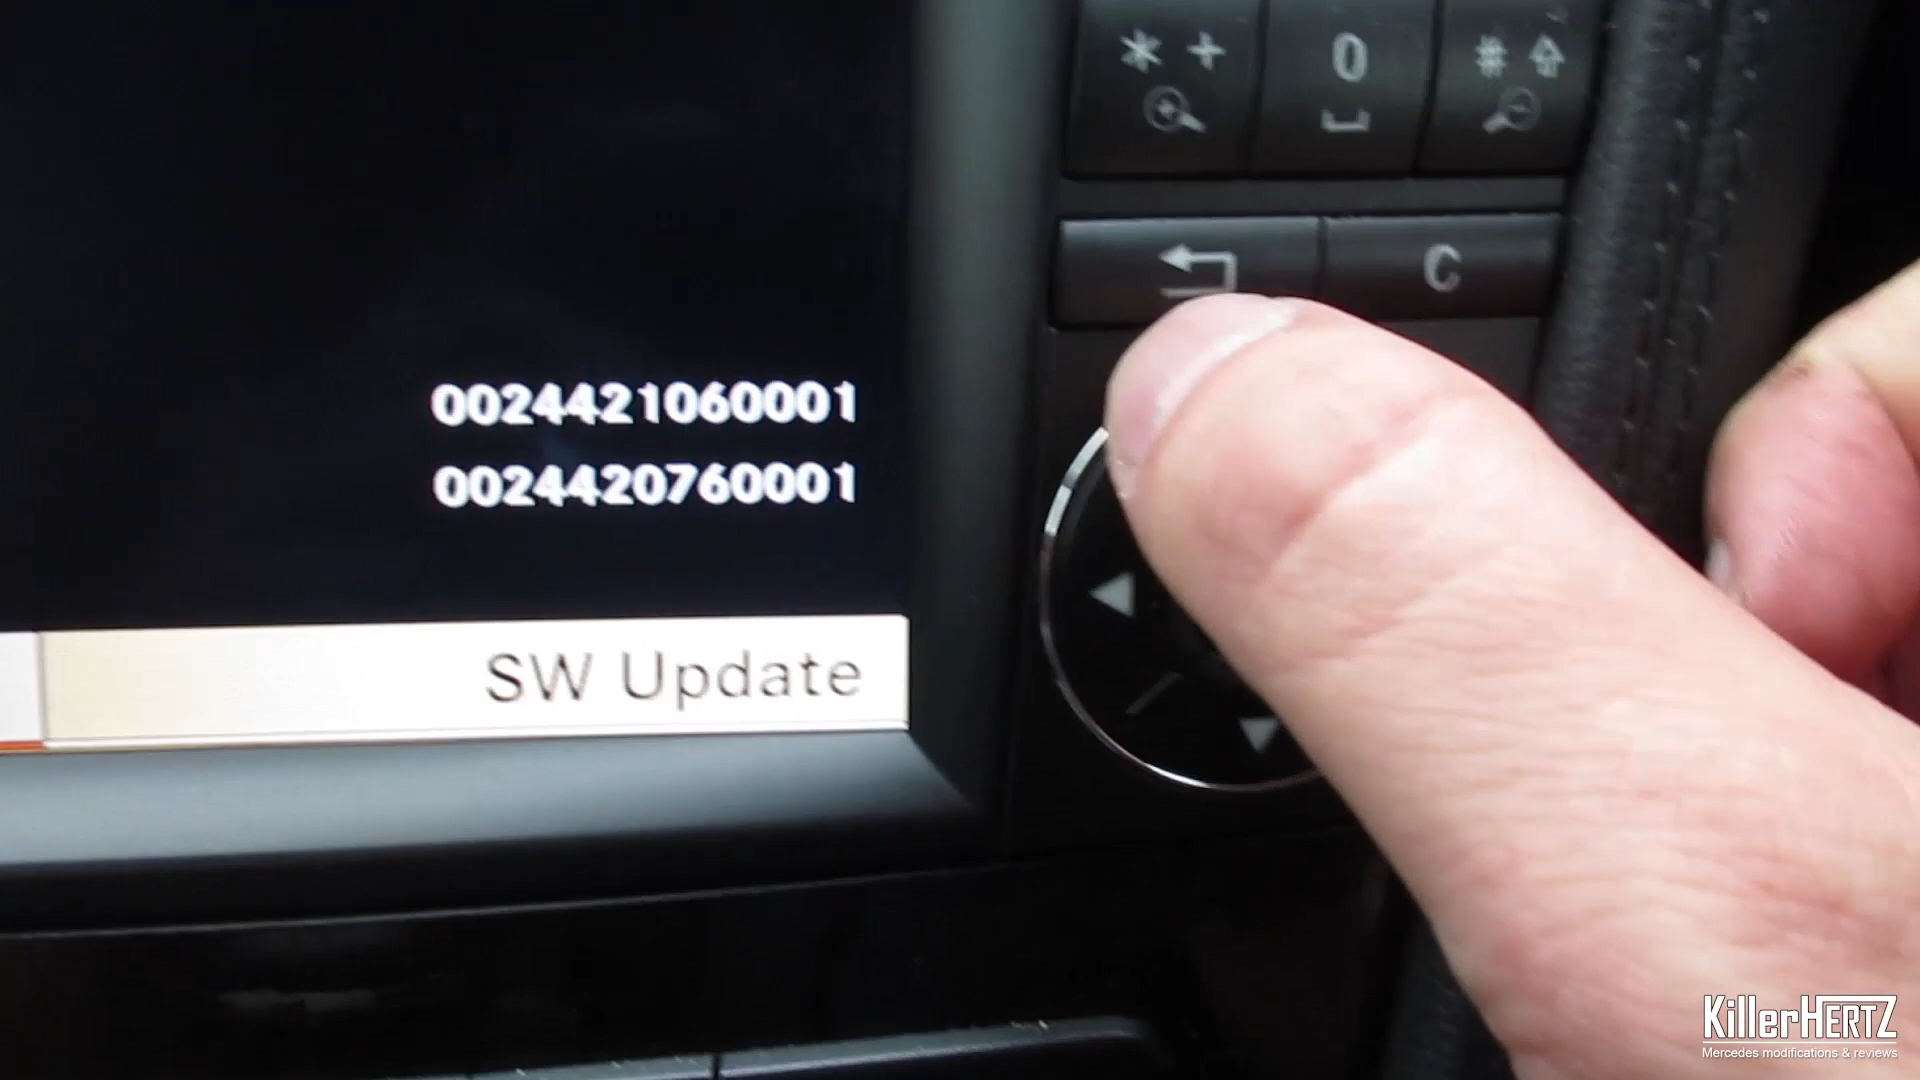 * +
0
#
C
0024421060001
0024420760001
SW Update
KillerHERTZ
Mercedes modifications & reviews